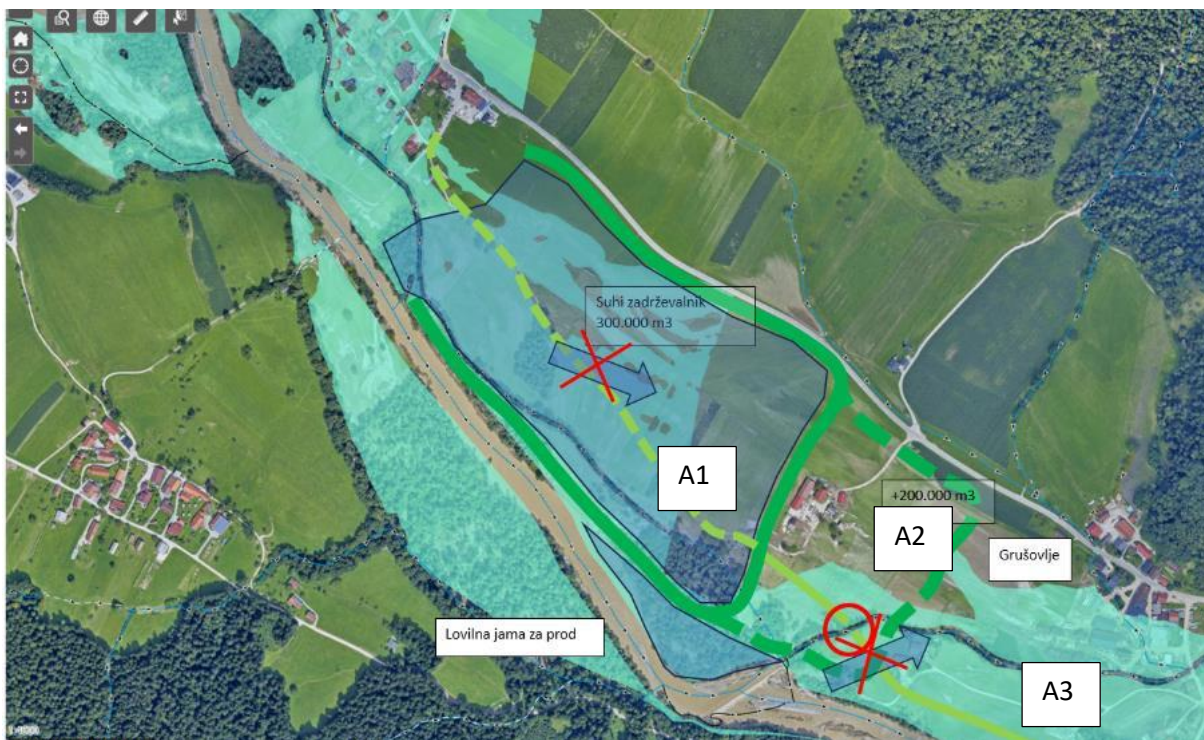 Suhi zadrževalnik
300.000 m3
A1
+200.000 m3
A2
Grušovlje
Lovilna jama za prod
A3